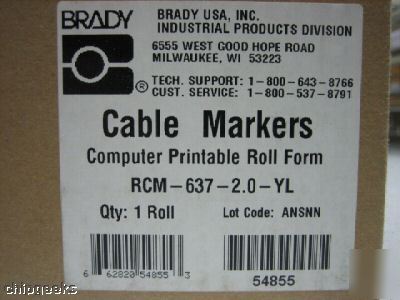 BRADY
BRADY USA, INC.
INDUSTRIAL PRODUCTS DIVISION
6555 WEST GOOD HOPE ROAD
MILWAUKEE, WI 53223
®
TECH. SUPPORT: 1-800-643-8766
CUST. SERVICE: 1-800-537-8791
Cable Markers
Computer Printable Roll Form
RCM-637-2.0-YL
Qty: 1 Roll
Lot Code: ANSNN
6 62820 54855 3
54855
chipgeeks